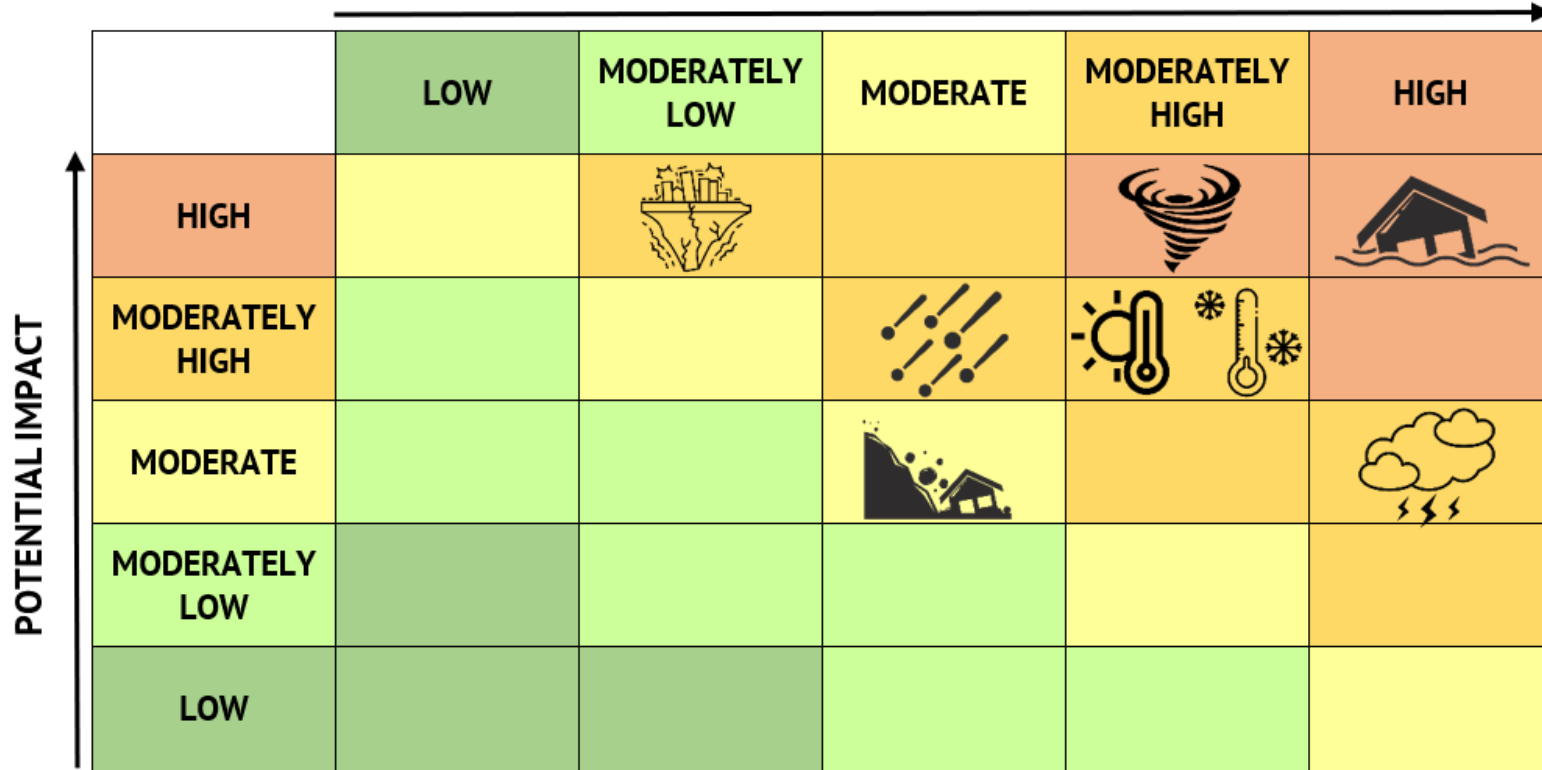 LOW
MODERATELY
LOW
MODERATE
MODERATELY
HIGH
HIGH
HIGH
MODERATELY
HIGH
MODERATE
MODERATELY
LOW
LOW
POTENTIAL IMPACT